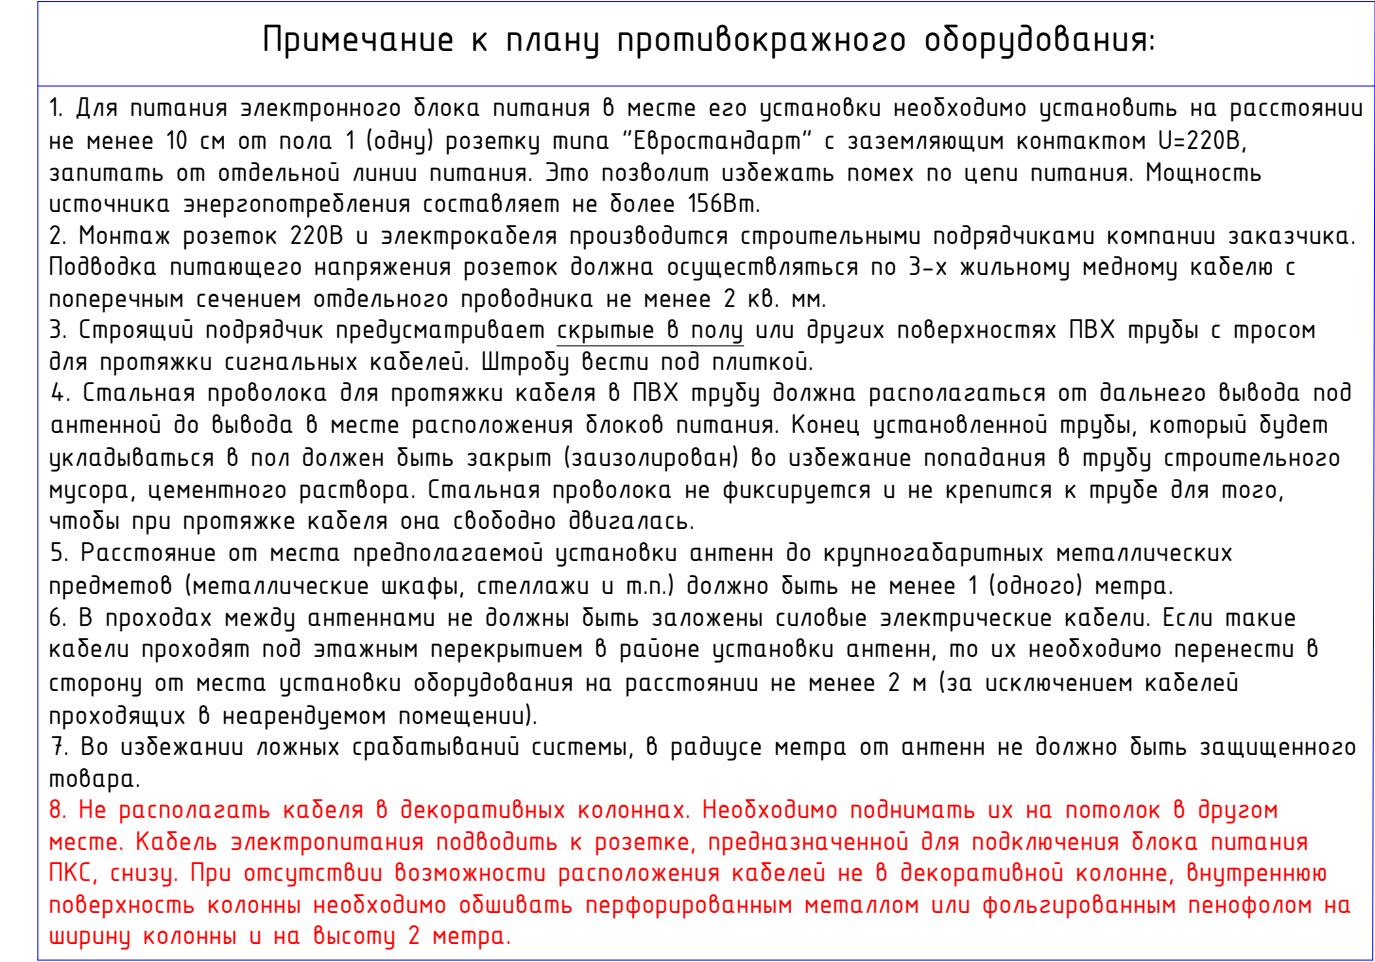 Примечание к плану противокражного оборудования:
1. Для питания электронного блока питания в месте его установки необходимо установить на расстоянии
не менее 10 см от пола 1 (одну) розетку типа "Евростандарт" с заземляющим контактом U=220В,
запитать от отдельной линии питания. Это позволит избежать помех по цепи питания. Мощность
источника энергопотребления составляет не более 156Вт.
2. Монтаж розеток 220В и электрокабеля производится строительными подрядчиками компании заказчика.
Подводка питающего напряжения розеток должна осуществляться по 3-х жильному медному кабелю с
поперечным сечением отдельного проводника не менее 2 кв. мм.
3. Строящий подрядчик предусматривает скрытые в полу или других поверхностях ПВХ трубы с тросом
для протяжки сигнальных кабелей. Штробу вести под плиткой.
4. Стальная проволока для протяжки кабеля в ПВХ трубу должна располагаться от дальнего вывода под
антенной до вывода в месте расположения блоков питания. Конец установленной трубы, который будет
укладываться в пол должен быть закрыт (заизолирован) во избежание попадания в трубу строительного
мусора, цементного раствора. Стальная проволока не фиксируется и не крепится к трубе для того,
чтобы при протяжке кабеля она свободно двигалась.
5. Расстояние от места предполагаемой установки антенн до крупногабаритных металлических
предметов (металлические шкафы, стеллажи и т.п.) должно быть не менее 1 (одного) метра.
6. В проходах между антеннами не должны быть заложены силовые электрические кабели. Если такие
кабели проходят под этажным перекрытием в районе установки антенн, то их необходимо перенести в
сторону от места установки оборудования на расстоянии не менее 2 м (за исключением кабелей
проходящих в неарендуемом помещении).
7. Во избежании ложных срабатываний системы, в радиусе метра от антенн не должно быть защищенного
товара.
8. Не располагать кабеля в декоративных колоннах. Необходимо поднимать их на потолок в другом
месте. Кабель электропитания подводить к розетке, предназначенной для подключения блока питания
ПКС, снизу. При отсутствии возможности расположения кабелей не в декоративной колонне, внутреннюю
поверхность колонны необходимо обшивать перфорированным металлом или фольгированным пенофолом на
ширину колонны и на высоту 2 метра.